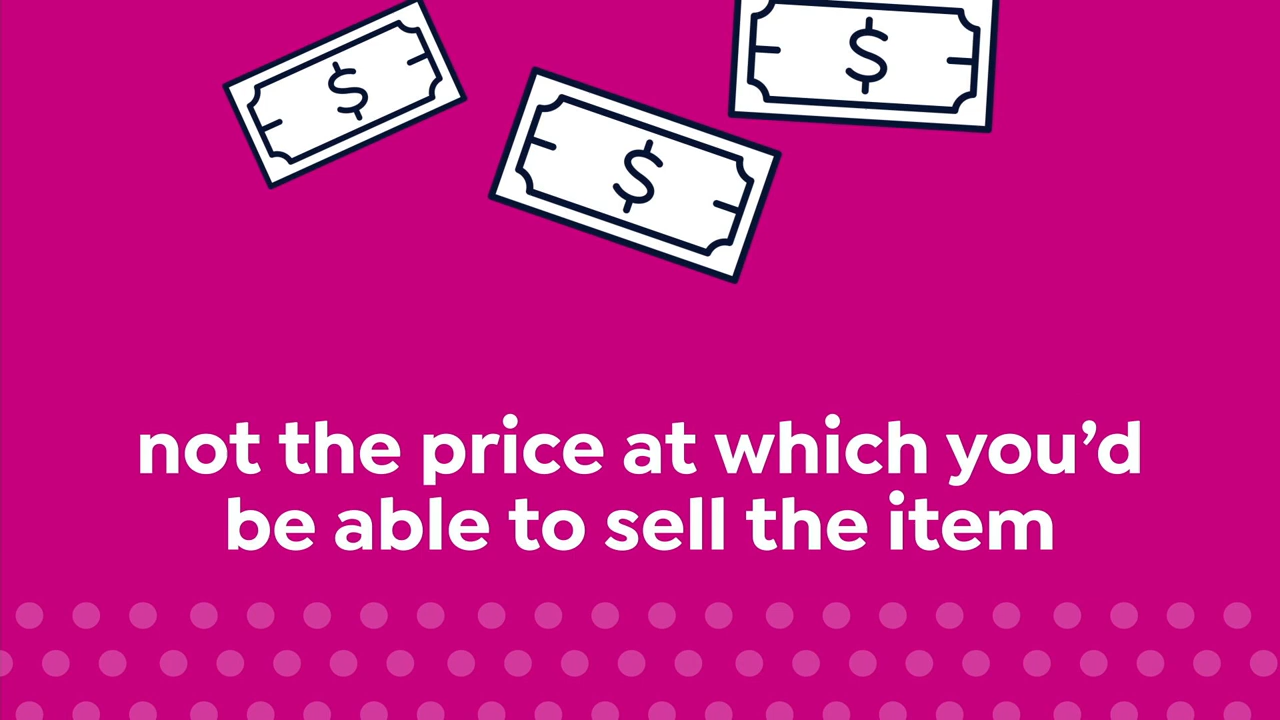 $
$
$
not the price at which you’d
be able to sell the item